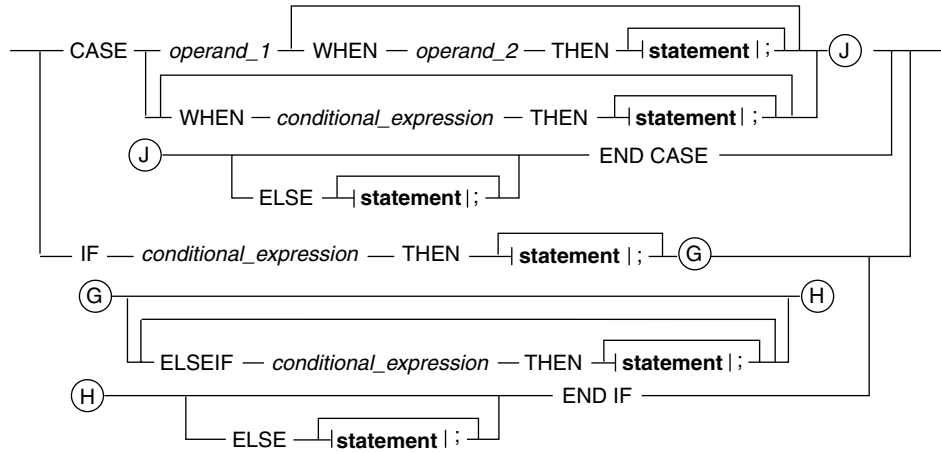 CASE operand_1 WHEN operand_2 THEN |statement|; J
WHEN conditional_expression THEN |statement|;
J END CASE
ELSE |statement|;
IF conditional_expression THEN |statement|; G
G H
ELSEIF conditional_expression THEN |statement|;
H END IF
ELSE |statement|;